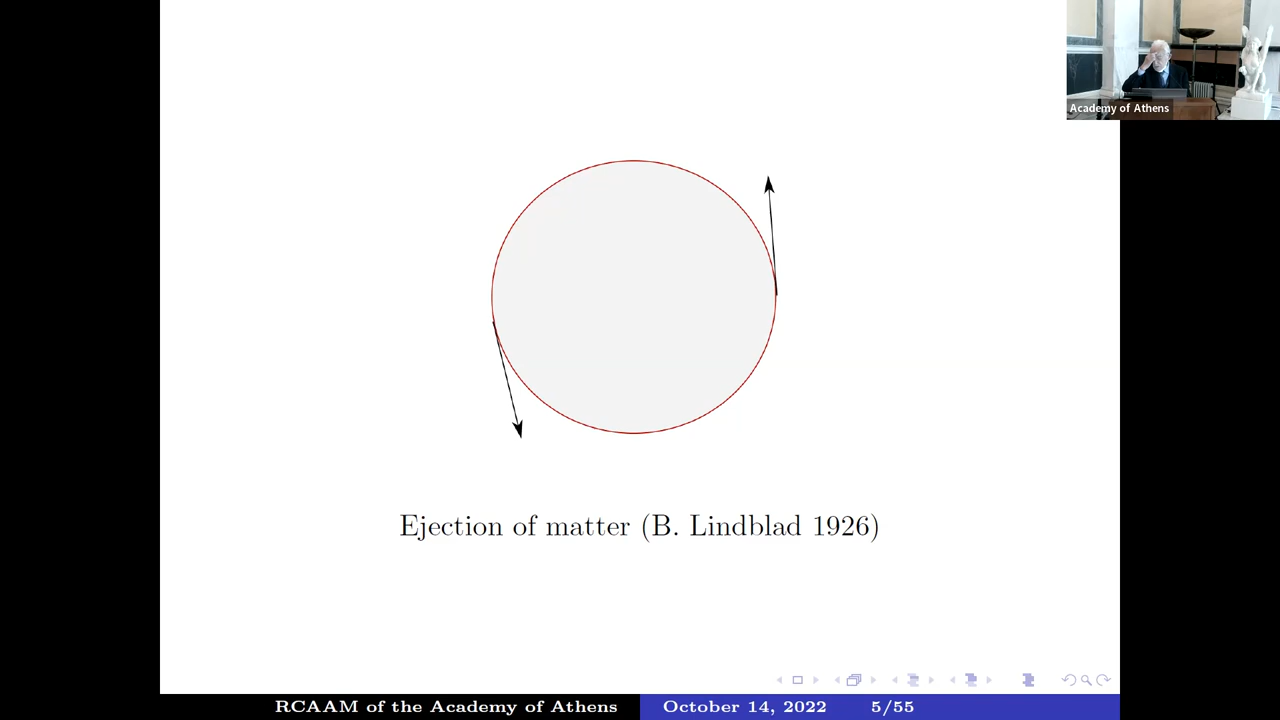 Academy of Athens
Ejection of matter (B. Lindblad 1926)
RCAAM of the Academy of Athens
October 14, 2022
5/55